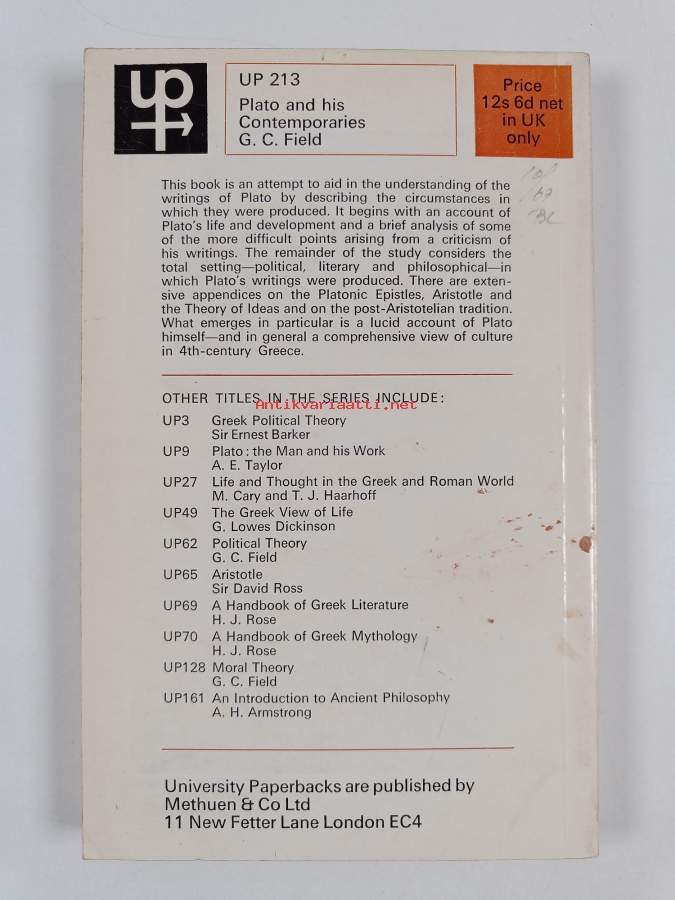 up
UP 213
Plato and his
Contemporaries
G. C. Field
Price
12s 6d net
in UK
only
This book is an attempt to aid in the understanding of the
writings of Plato by describing the circumstances in
which they were produced. It begins with an account of
Plato's life and development and a brief analysis of some
of the more difficult points arising from a criticism of
his writings. The remainder of the study considers the
total setting—political, literary and philosophical—in
which Plato's writings were produced. There are exten-
sive appendices on the Platonic Epistles, Aristotle and
the Theory of Ideas and on the post-Aristotelian tradition.
What emerges in particular is a lucid account of Plato
himself—and in general a comprehensive view of culture
in 4th-century Greece.
OTHER TITLES IN THE SERIES INCLUDE:
Antikvariaatti.net
UP3 Greek Political Theory
Sir Ernest Barker
UP9 Plato: the Man and his Work
A. E. Taylor
UP27 Life and Thought in the Greek and Roman World
M. Cary and T. J. Haarhoff
UP49 The Greek View of Life
G. Lowes Dickinson
UP62 Political Theory
G. C. Field
UP65 Aristotle
Sir David Ross
UP69 A Handbook of Greek Literature
H. J. Rose
UP70 A Handbook of Greek Mythology
H. J. Rose
UP128 Moral Theory
G. C. Field
UP161 An Introduction to Ancient Philosophy
A. H. Armstrong
University Paperbacks are published by
Methuen & Co Ltd
11 New Fetter Lane London EC4